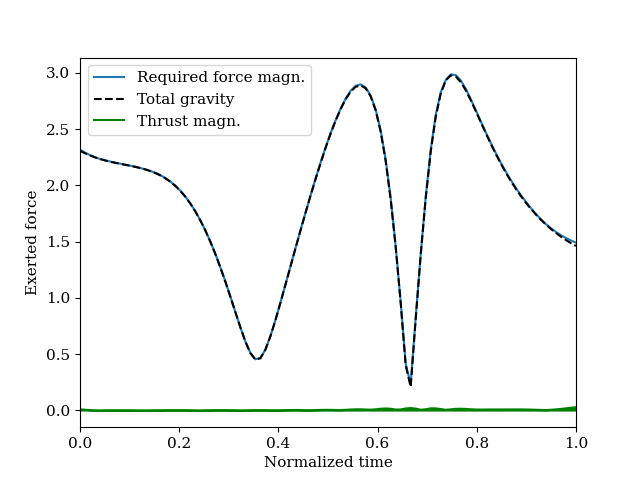 3.0
2.5
2.0
1.5
1.0
0.5
0.0
Exerted force
Required force magn.
Total gravity
Thrust magn.
0.0 0.2 0.4 0.6 0.8 1.0
Normalized time